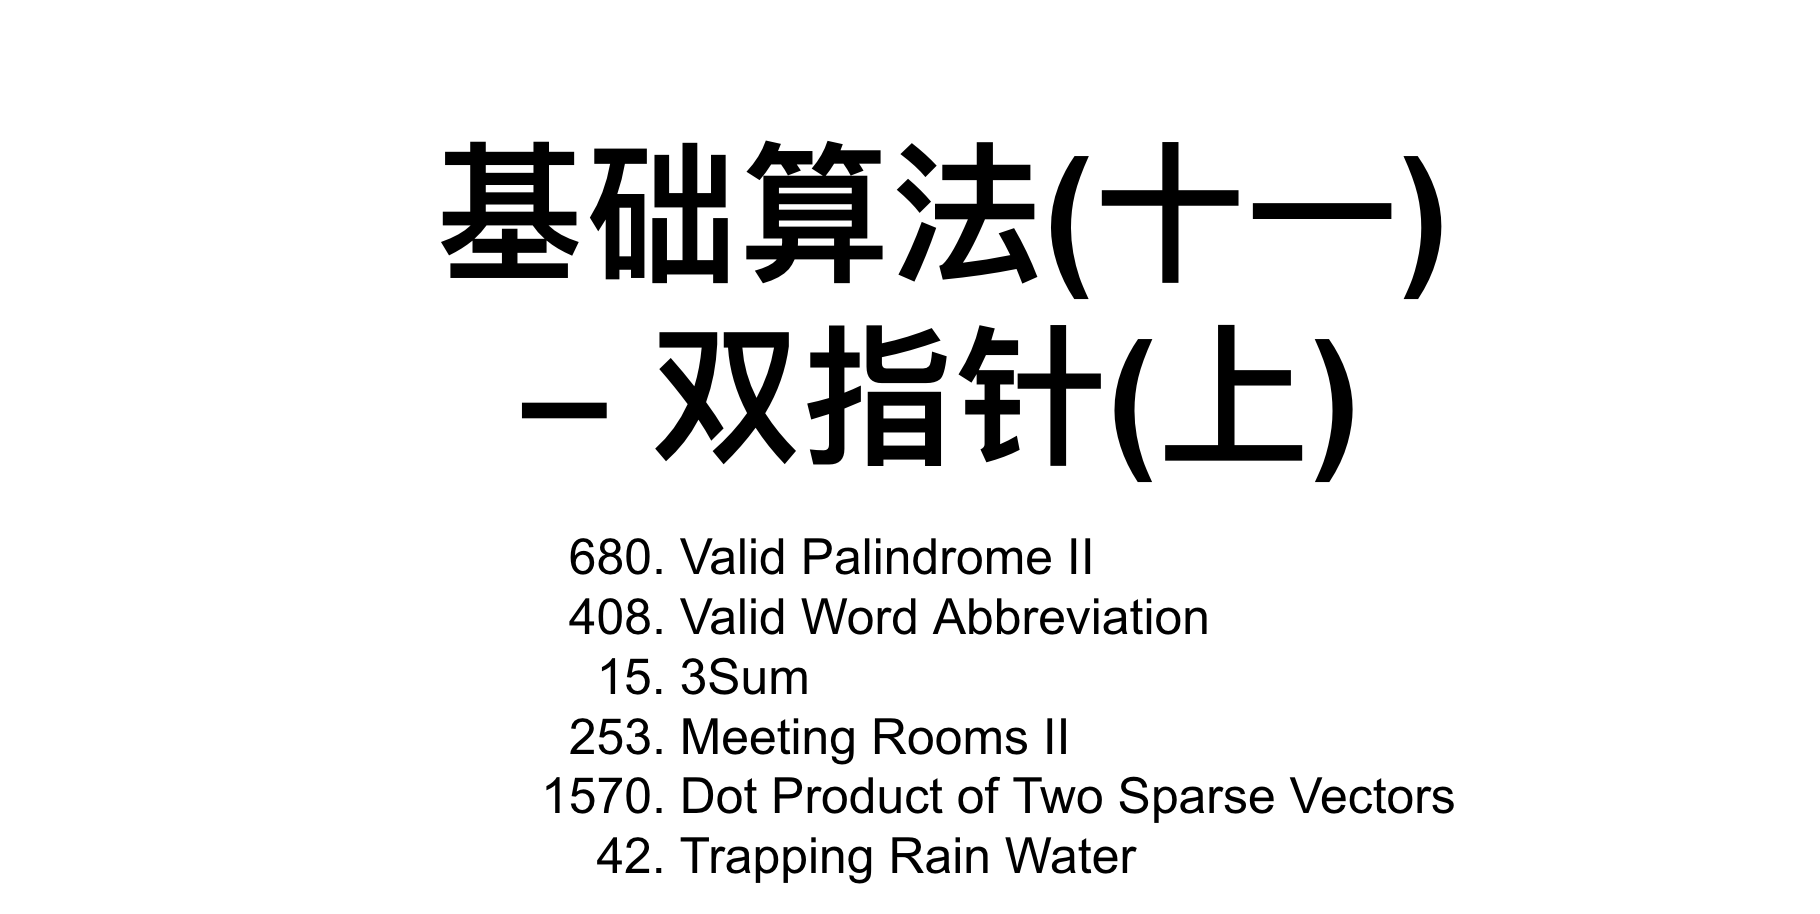 基础算法(十一)
– 双指针(上)
680. Valid Palindrome II
408. Valid Word Abbreviation
15. 3Sum
253. Meeting Rooms II
1570. Dot Product of Two Sparse Vectors
42. Trapping Rain Water